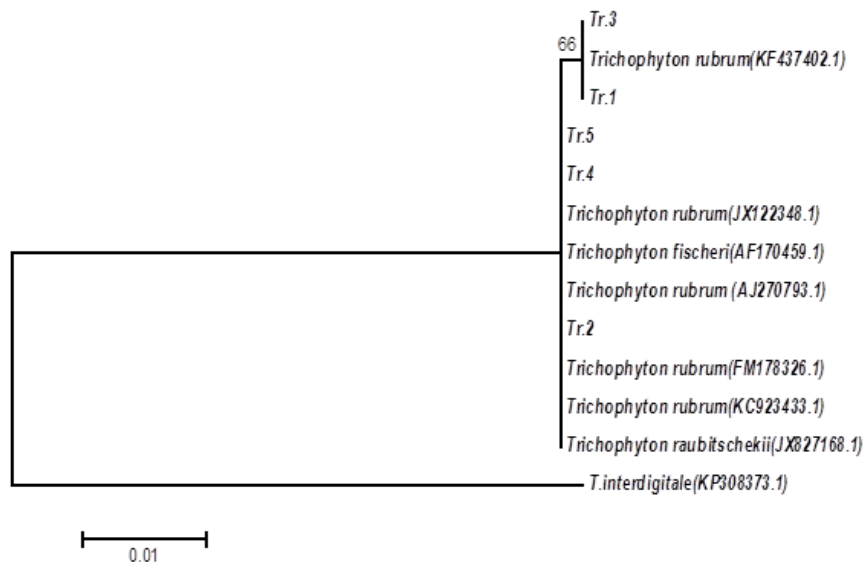 Tr.3
66
Trichophyton rubrum(KF437402.1)
Tr.1
Tr.5
Tr.4
Trichophyton rubrum(JX122348.1)
Trichophyton fischeri(AF170459.1)
Trichophyton rubrum (AJ270793.1)
Tr.2
Trichophyton rubrum(FM178326.1)
Trichophyton rubrum(KC923433.1)
Trichophyton raubitschekii(JX827168.1)
T.interdigitale(KP308373.1)
0.01